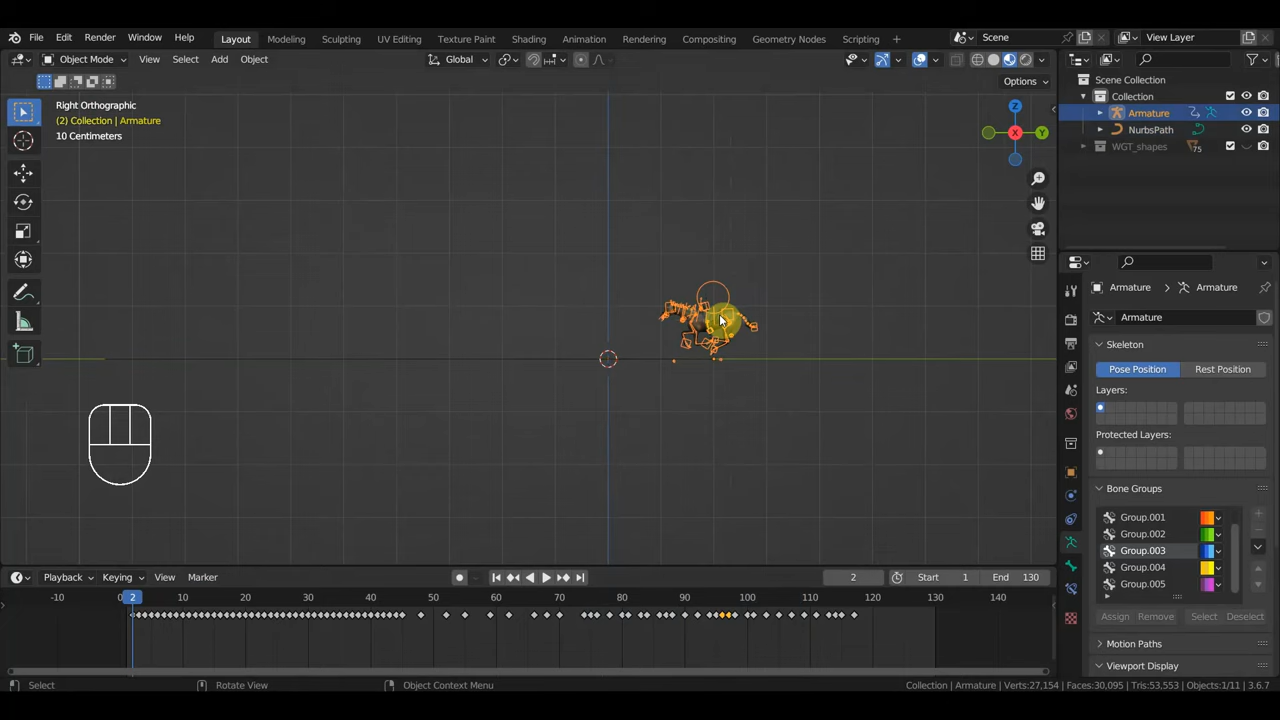 File Edit Render Window Help Layout Modeling Sculpting UV Editing Texture Paint Shading Animation Rendering Compositing Geometry Nodes Scripting + Scene View Layer
Object Mode View Select Add Object Global
Options
Right Orthographic
(2) Collection | Armature
10 Centimeters
Z
Y
X
Scene Collection
Collection
Armature
NurbsPath
WGT_shapes 75
Armature > Armature
Armature
Skeleton
Pose Position Rest Position
Layers:
Protected Layers:
Bone Groups
Group.001
Group.002
Group.003
Group.004
Group.005
Assign Remove Select Deselect
Motion Paths
Viewport Display
Playback Keying View Marker 2 Start 1 End 130
-10 0 2 10 20 30 40 50 60 70 80 90 100 110 120 130 140
Select Rotate View Object Context Menu Collection | Armature | Verts:27,154 | Faces:30,095 | Tris:53,553 | Objects:1/11 | 3.6.7